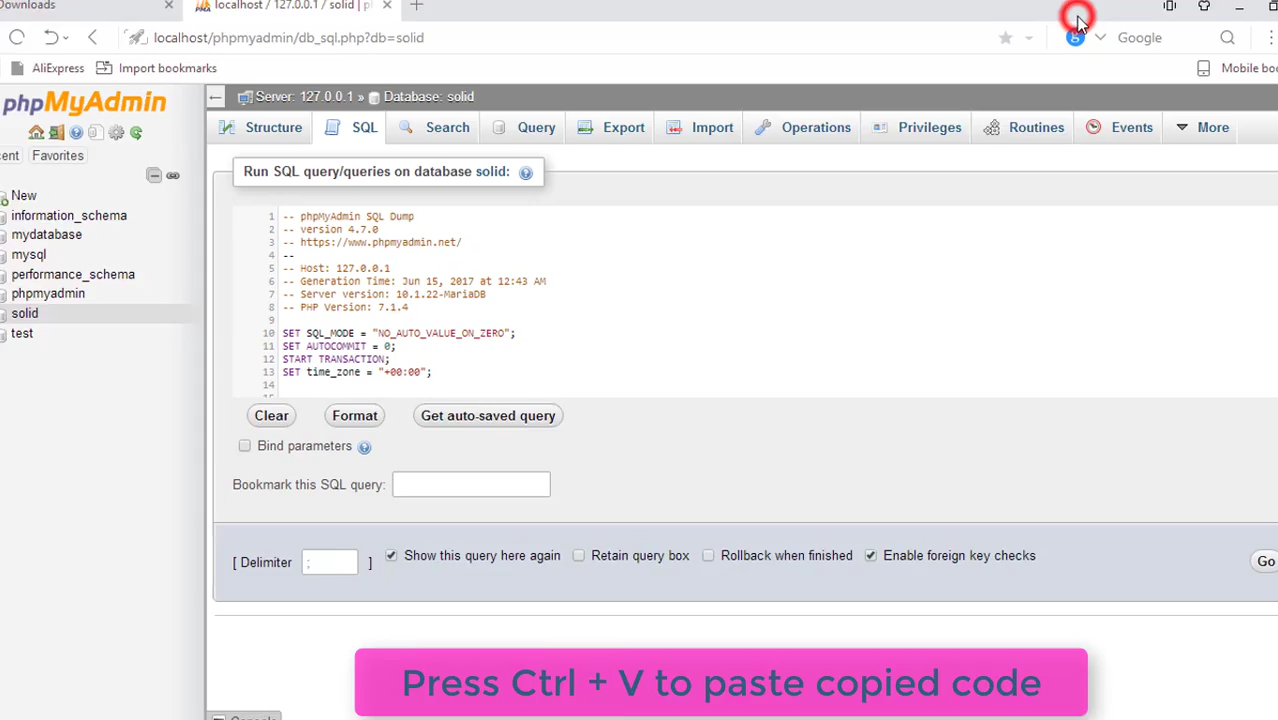 Downloads
localhost / 127.0.0.1 / solid |
localhost/phpmyadmin/db_sql.php?db=solid
Google
AliExpress
Import bookmarks
phpMyAdmin
Favorites
New
information_schema
mydatabase
mysql
performance_schema
phpmyadmin
solid
test
Server: 127.0.0.1 » Database: solid
Structure
SQL
Search
Query
Export
Import
Operations
Privileges
Routines
Events
More
Run SQL query/queries on database solid:
1 -- phpMyAdmin SQL Dump
2 -- version 4.7.0
3 -- https://www.phpmyadmin.net/
4 --
5 -- Host: 127.0.0.1
6 -- Generation Time: Jun 15, 2017 at 12:43 AM
7 -- Server version: 10.1.22-MariaDB
8 -- PHP Version: 7.1.4
9
10 SET SQL_MODE = "NO_AUTO_VALUE_ON_ZERO";
11 SET AUTOCOMMIT = 0;
12 START TRANSACTION;
13 SET time_zone = "+00:00";
14
Clear
Format
Get auto-saved query
Bind parameters
Bookmark this SQL query:
[ Delimiter ; ]
Show this query here again
Retain query box
Rollback when finished
Enable foreign key checks
Go
Press Ctrl + V to paste copied code